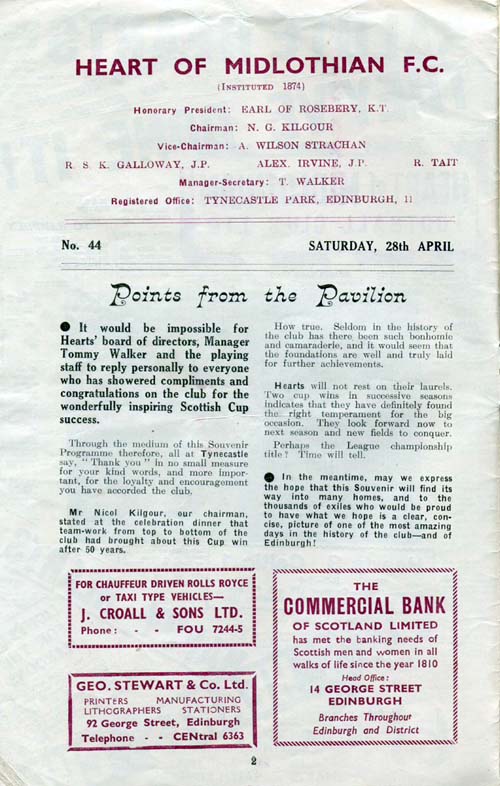 HEART OF MIDLOTHIAN F.C.
(INSTITUTED 1874)
Honorary President: EARL OF ROSEBERY, K.T.
Chairman: N. G. KILGOUR
Vice-Chairman: A. WILSON STRACHAN
R. S. K. GALLOWAY, J.P. ALEX. IRVINE, J.P. R. TAIT
Manager-Secretary: T. WALKER
Registered Office: TYNECASTLE PARK, EDINBURGH, 11
No. 44 SATURDAY, 28th APRIL
Points from the Pavilion
● It would be impossible for
Hearts' board of directors, Manager
Tommy Walker and the playing
staff to reply personally to everyone
who has showered compliments and
congratulations on the club for the
wonderfully inspiring Scottish Cup
success.
Through the medium of this Souvenir
Programme therefore, all at Tynecastle
say, "Thank you" in no small measure
for your kind words, and more impor-
tant, for the loyalty and encouragement
you have accorded the club.
Mr Nicol Kilgour, our chairman,
stated at the celebration dinner that
team-work from top to bottom of the
club had brought about this Cup win
after 50 years.
How true. Seldom in the history of
the club has there been such bonhomie
and camaraderie, and it would seem that
the foundations are well and truly laid
for further achievements.
Hearts will not rest on their laurels.
Two cup wins in successive seasons
indicates that they have definitely found
the right temperament for the big
occasion. They look forward now to
next season and new fields to conquer.
Perhaps the League championship
title? Time will tell.
● In the meantime, may we express
the hope that this Souvenir will find its
way into many homes, and to the
thousands of exiles who would be proud
to have what we hope is a clear, con-
cise, picture of one of the most amazing
days in the history of the club—and of
Edinburgh!
FOR CHAUFFEUR DRIVEN ROLLS ROYCE
or TAXI TYPE VEHICLES—
J. CROALL & SONS LTD.
Phone: - - FOU 7244-5
GEO. STEWART & Co. Ltd.
PRINTERS MANUFACTURING
LITHOGRAPHERS STATIONERS
92 George Street, Edinburgh
Telephone - - CENtral 6363
THE
COMMERCIAL BANK
OF SCOTLAND LIMITED
has met the banking needs of
Scottish men and women in all
walks of life since the year 1810
Head Office:
14 GEORGE STREET
EDINBURGH
Branches Throughout
Edinburgh and District
2